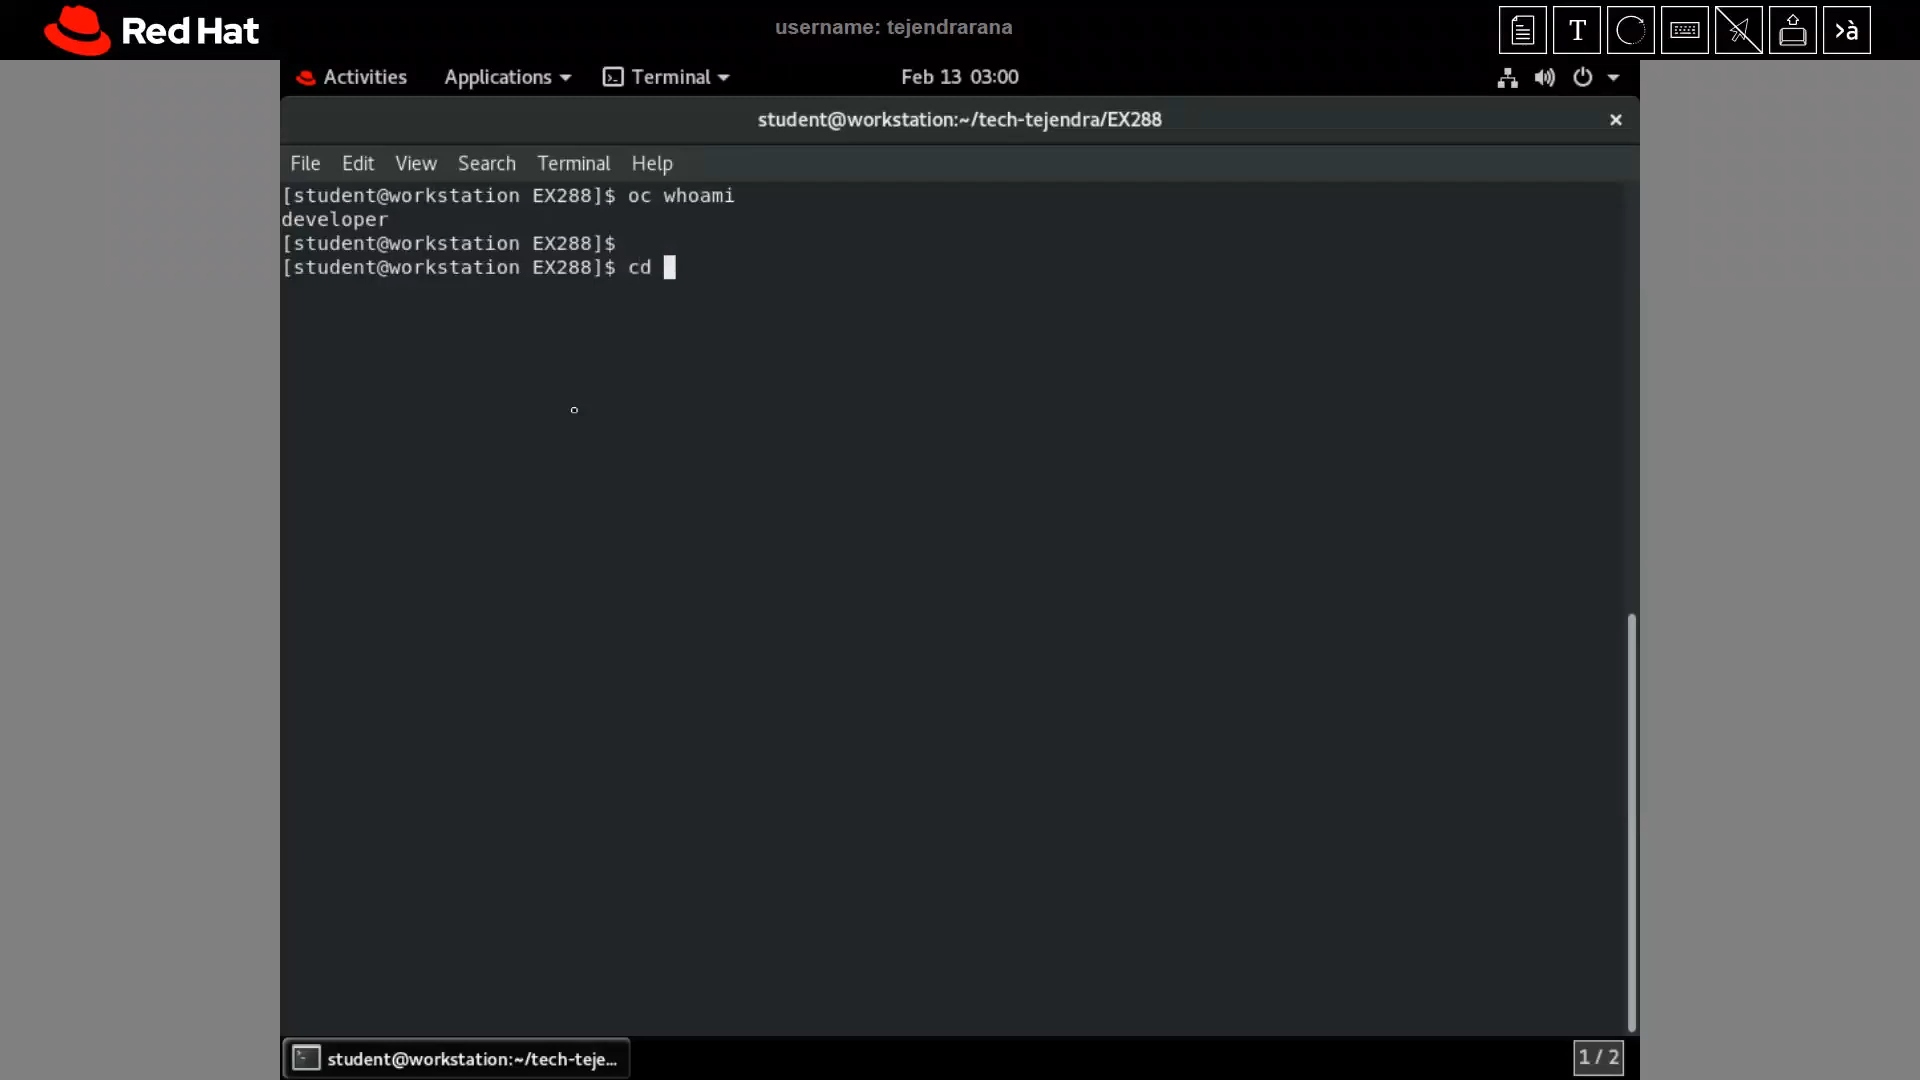 Red Hat
username: tejendrarana
T
>à
Activities Applications Terminal Feb 13 03:00
student@workstation:~/tech-tejendra/EX288 ×
File Edit View Search Terminal Help
[student@workstation EX288]$ oc whoami
developer
[student@workstation EX288]$
[student@workstation EX288]$ cd
student@workstation:~/tech-teje...
1 / 2